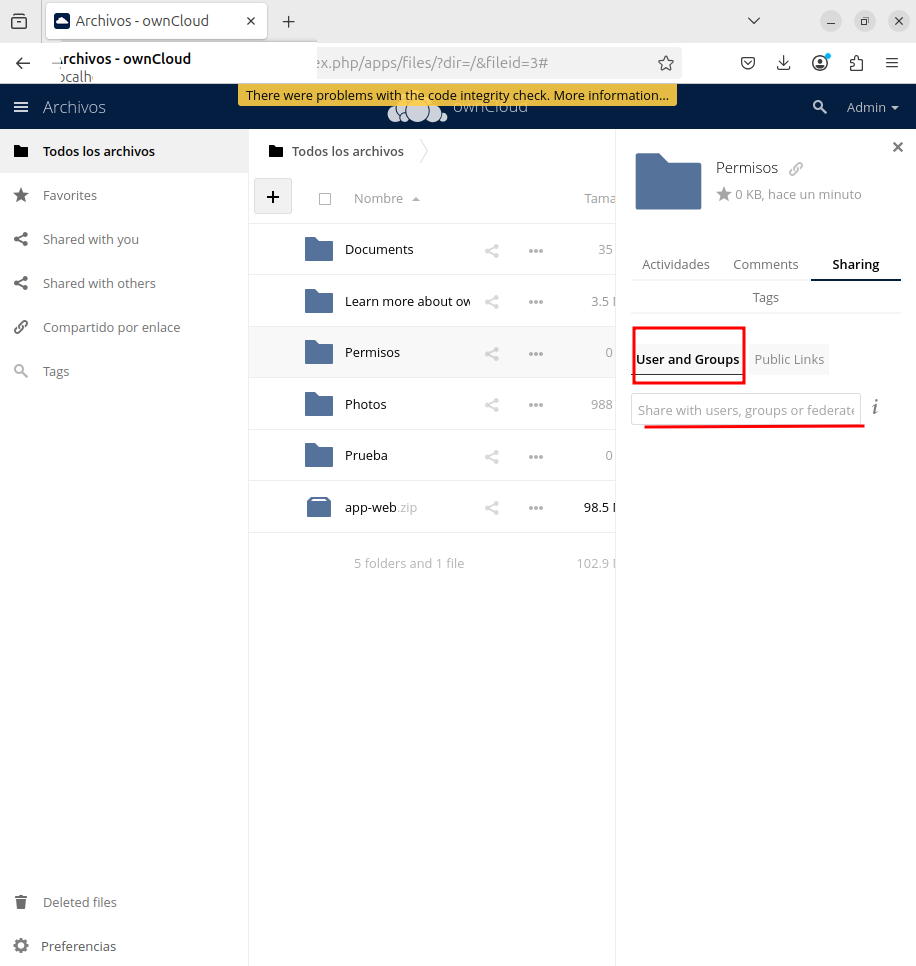 Archivos - ownCloud
Archivos - ownCloud
localh
ex.php/apps/files/?dir=/&fileid=3#
There were problems with the code integrity check. More information...
Archivos
ownCloud
Admin
Todos los archivos
Favorites
Shared with you
Shared with others
Compartido por enlace
Tags
Deleted files
Preferencias
Todos los archivos
+
Nombre
Tama
Documents
35
Learn more about ow
3.5
Permisos
0
Photos
988
Prueba
0
app-web.zip
98.5
5 folders and 1 file
102.9
Permisos
0 KB, hace un minuto
Actividades
Comments
Sharing
Tags
User and Groups
Public Links
Share with users, groups or federate
i